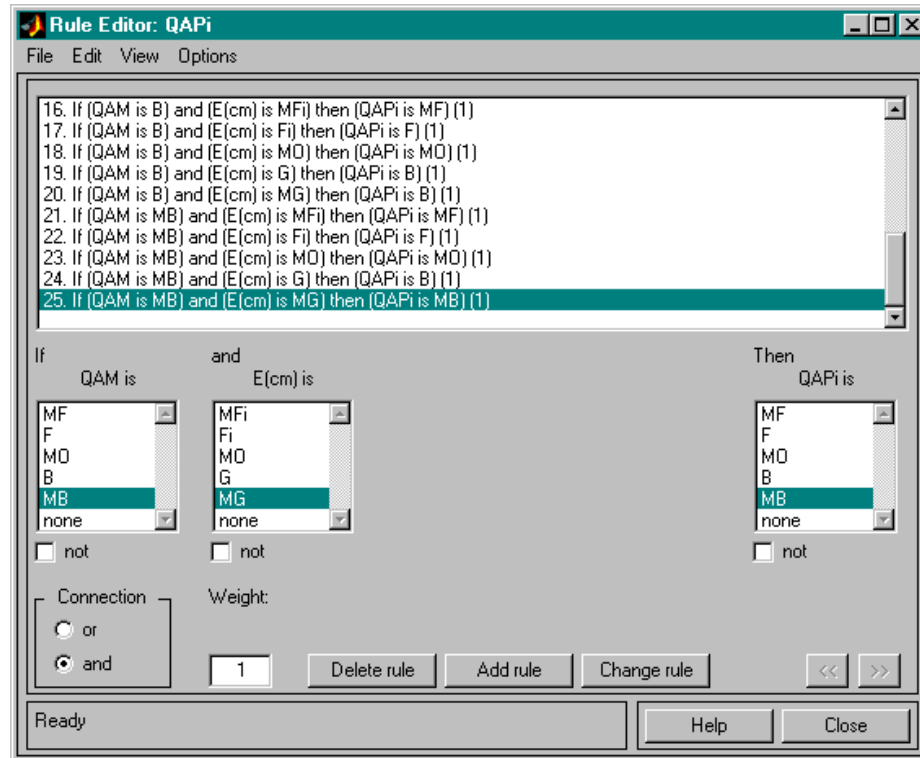 Rule Editor: QAPi
File Edit View Options
16. If (QAM is B) and (E(cm) is MFi) then (QAPi is MF) (1)
17. If (QAM is B) and (E(cm) is Fi) then (QAPi is F) (1)
18. If (QAM is B) and (E(cm) is MO) then (QAPi is MO) (1)
19. If (QAM is B) and (E(cm) is G) then (QAPi is B) (1)
20. If (QAM is B) and (E(cm) is MG) then (QAPi is B) (1)
21. If (QAM is MB) and (E(cm) is MFi) then (QAPi is MF) (1)
22. If (QAM is MB) and (E(cm) is Fi) then (QAPi is F) (1)
23. If (QAM is MB) and (E(cm) is MO) then (QAPi is MO) (1)
24. If (QAM is MB) and (E(cm) is G) then (QAPi is B) (1)
25. If (QAM is MB) and (E(cm) is MG) then (QAPi is MB) (1)
If
QAM is
MF
F
MO
B
MB
none
not
and
E(cm) is
MFi
Fi
MO
G
MG
none
not
Then
QAPi is
MF
F
MO
B
MB
none
not
Connection
or
and
Weight:
1
Delete rule
Add rule
Change rule
<<
>>
Ready
Help
Close